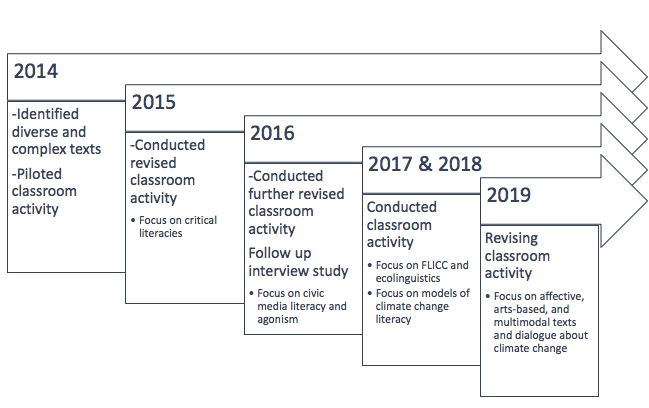 2014
-Identified
diverse and
complex texts
-Piloted
classroom
activity
2015
-Conducted
revised
classroom
activity
• Focus on critical
literacies
2016
-Conducted
further revised
classroom
activity
Follow up
interview study
• Focus on civic
media literacy and
agonism
2017 & 2018
Conducted
classroom
activity
• Focus on FLICC and
ecolinguistics
• Focus on models of
climate change
literacy
2019
Revising
classroom
activity
• Focus on affective,
arts-based, and
multimodal texts
and dialogue about
climate change